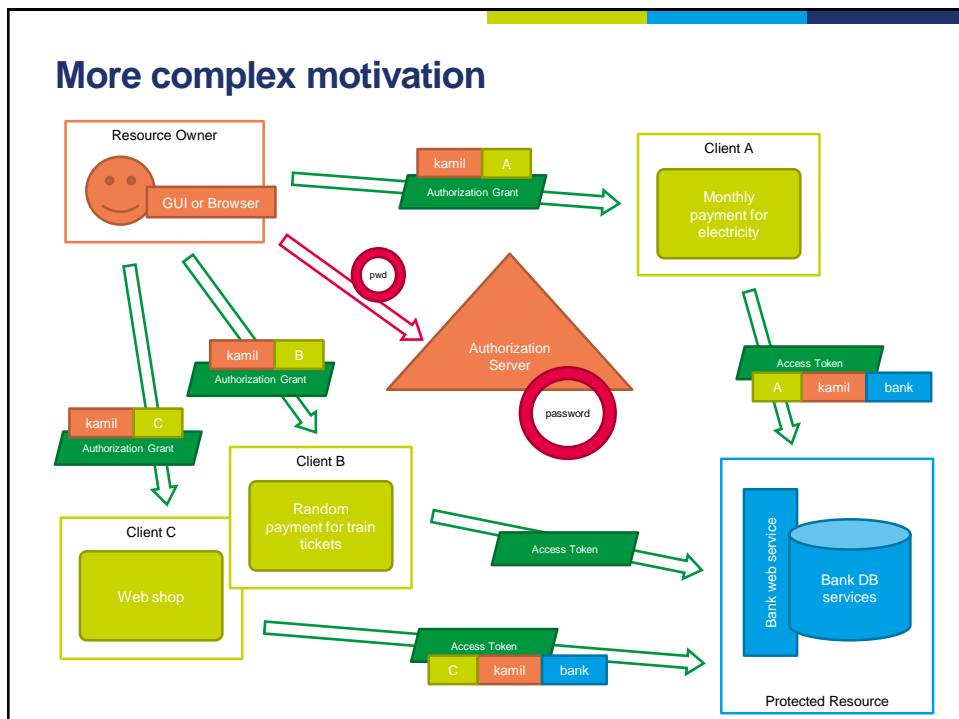 More complex motivation
Resource Owner
GUI or Browser
kamil A
Authorization Grant
Client A
Monthly
payment for
electricity
pwd
kamil B
Authorization Grant
Authorization
Server
password
Access Token
A kamil bank
kamil C
Authorization Grant
Client B
Random
payment for train
tickets
Client C
Web shop
Access Token
Access Token
C kamil bank
Bank web service
Bank DB
services
Protected Resource